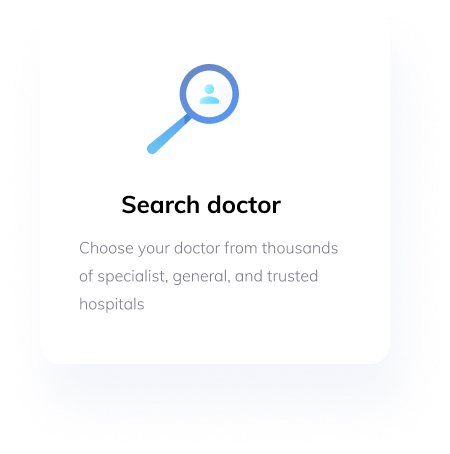 Search doctor
Choose your doctor from thousands
of specialist, general, and trusted
hospitals